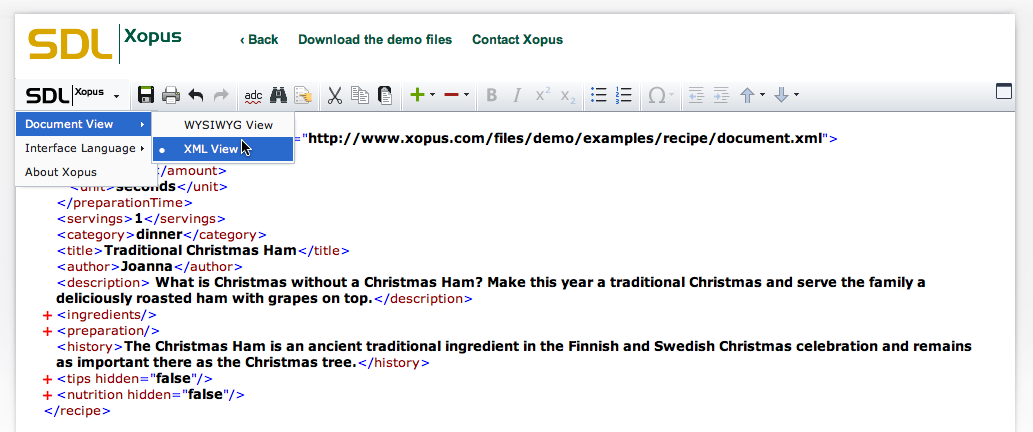 SDL Xopus ‹ Back Download the demo files Contact Xopus
SDL Xopus adc B I x² x₂ Ω
Document View WYSIWYG View
="http://www.xopus.com/files/demo/examples/recipe/document.xml">
Interface Language XML View
/amount>
About Xopus
<unit>seconds</unit>
</preparationTime>
<servings>1</servings>
<category>dinner</category>
<title>Traditional Christmas Ham</title>
<author>Joanna</author>
<description> What is Christmas without a Christmas Ham? Make this year a traditional Christmas and serve the family a
deliciously roasted ham with grapes on top.</description>
+ <ingredients/>
+ <preparation/>
<history>The Christmas Ham is an ancient traditional ingredient in the Finnish and Swedish Christmas celebration and remains
as important there as the Christmas tree.</history>
+ <tips hidden="false"/>
+ <nutrition hidden="false"/>
</recipe>